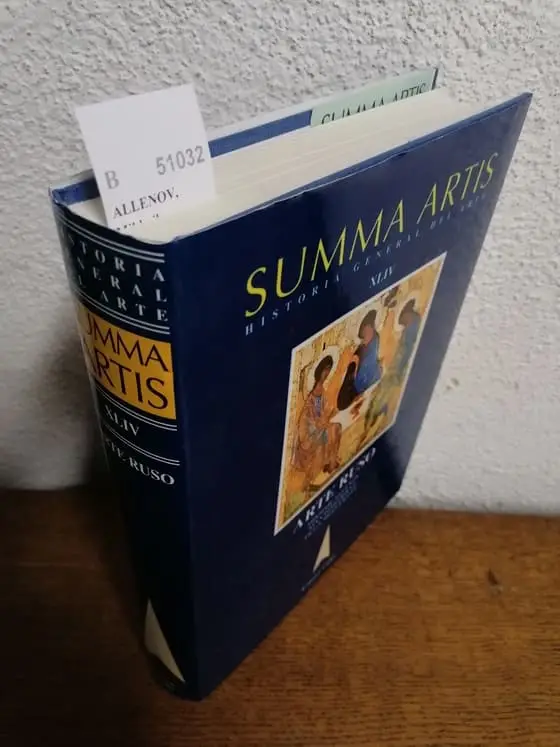 B 51032
ALLENOV,
SUMMA ARTIS
HISTORIA
GENERAL
DEL ARTE
SUMMA
ARTIS
XLIV
ARTE RUSO
SUMMA ARTIS
HISTORIA GENERAL DEL ARTE
XLIV
ARTE RUSO